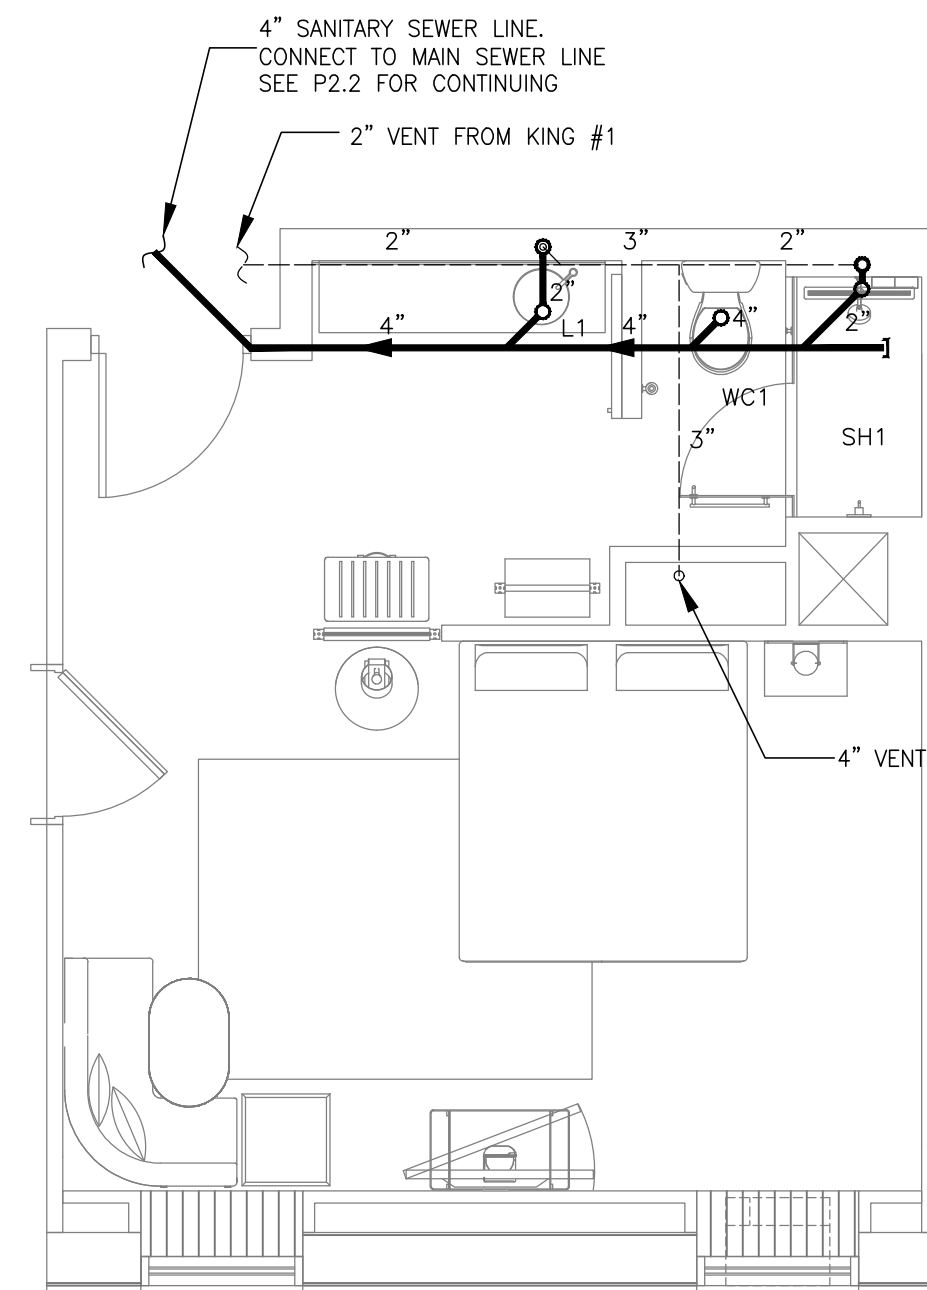 4” SANITARY SEWER LINE.
CONNECT TO MAIN SEWER LINE
SEE P2.2 FOR CONTINUING
2” VENT FROM KING #1
2”
3”
2”
2”
4”
L1
4”
4”
2”
WC1
3”
SH1
4” VENT